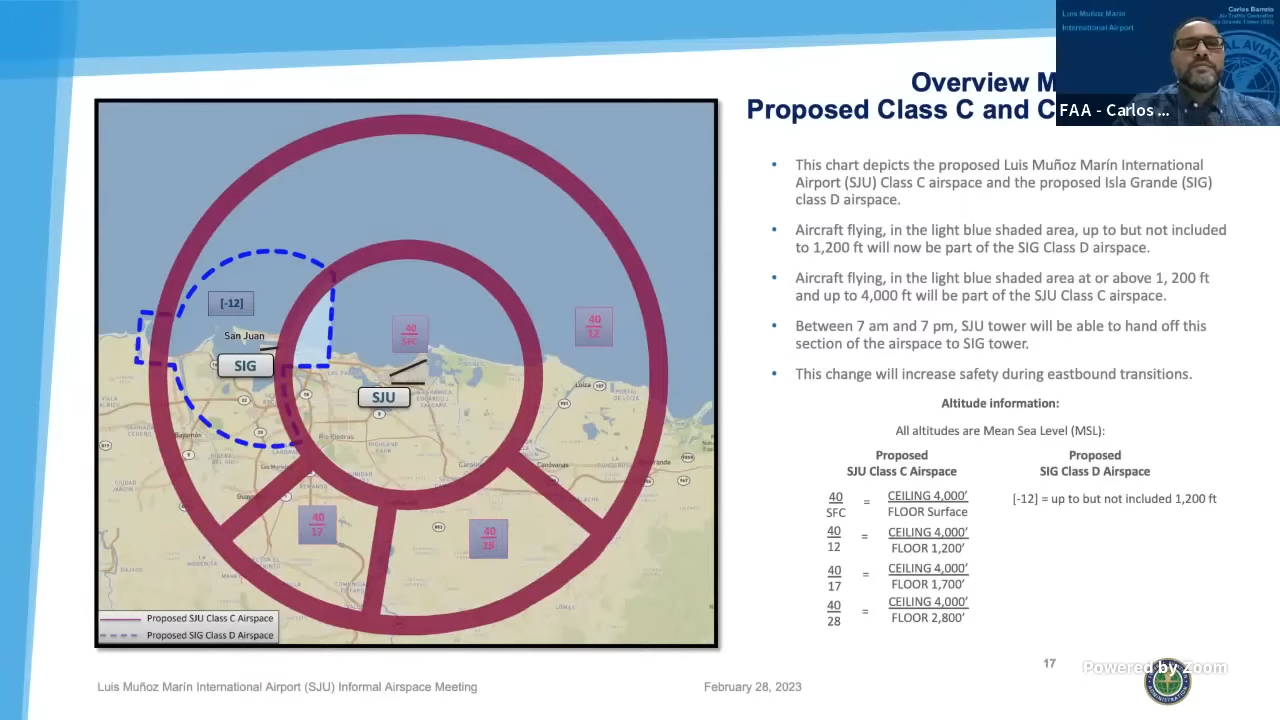 Luis Muñoz Marín
International Airport
Carlos Barreto
Air Traffic Controller
FAA - Carlos ...
Overview M
Proposed Class C and C
• This chart depicts the proposed Luis Muñoz Marín International
Airport (SJU) Class C airspace and the proposed Isla Grande (SIG)
class D airspace.
• Aircraft flying, in the light blue shaded area, up to but not included
to 1,200 ft will now be part of the SIG Class D airspace.
• Aircraft flying, in the light blue shaded area at or above 1, 200 ft
and up to 4,000 ft will be part of the SJU Class C airspace.
• Between 7 am and 7 pm, SJU tower will be able to hand off this
section of the airspace to SIG tower.
• This change will increase safety during eastbound transitions.
Altitude information:
All altitudes are Mean Sea Level (MSL):
Proposed
SJU Class C Airspace
Proposed
SIG Class D Airspace
40
SFC
=
CEILING 4,000’
FLOOR Surface
[-12] = up to but not included 1,200 ft
40
12
=
CEILING 4,000’
FLOOR 1,200’
40
17
=
CEILING 4,000’
FLOOR 1,700’
40
28
=
CEILING 4,000’
FLOOR 2,800’
[-12]
San Juan
SIG
40
SFC
SJU
40
12
Loiza
Bayamón
Río Piedras
Carolina
Canóvanas
Guaynabo
40
17
40
Proposed SJU Class C Airspace
Proposed SIG Class D Airspace
17
Powered by Zoom
Luis Muñoz Marín International Airport (SJU) Informal Airspace Meeting
February 28, 2023